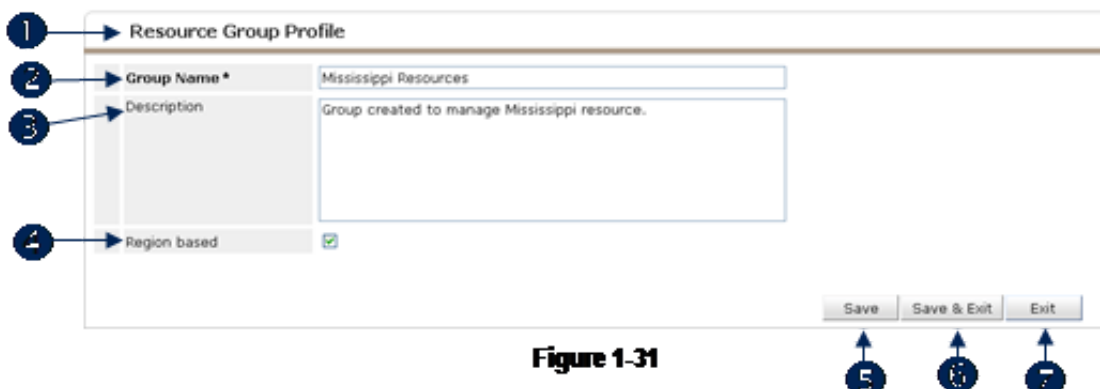 1 Resource Group Profile
2 Group Name * Mississippi Resources
3 Description Group created to manage Mississippi resource.
4 Region based
Save Save & Exit Exit
Figure 1-31
5 6 7